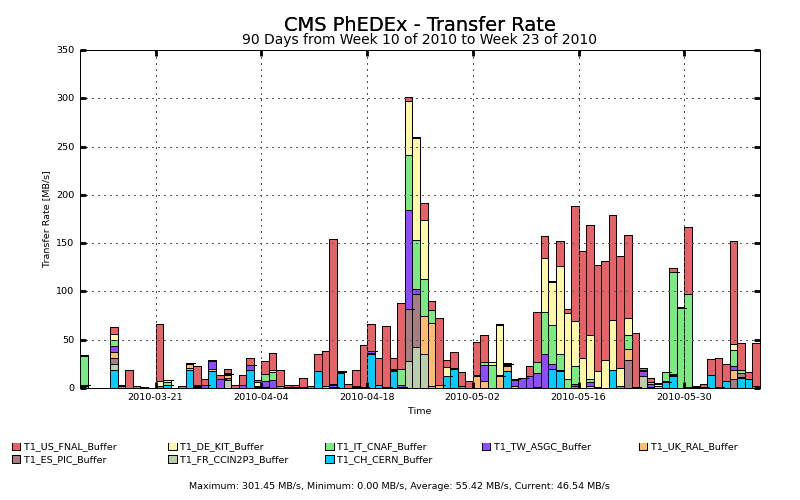 CMS PhEDEx - Transfer Rate
90 Days from Week 10 of 2010 to Week 23 of 2010
350
300
250
200
150
100
50
0
Transfer Rate [MB/s]
2010-03-21 2010-04-04 2010-04-18 2010-05-02 2010-05-16 2010-05-30
Time
T1_US_FNAL_Buffer T1_DE_KIT_Buffer T1_IT_CNAF_Buffer T1_TW_ASGC_Buffer T1_UK_RAL_Buffer
T1_ES_PIC_Buffer T1_FR_CCIN2P3_Buffer T1_CH_CERN_Buffer
Maximum: 301.45 MB/s, Minimum: 0.00 MB/s, Average: 55.42 MB/s, Current: 46.54 MB/s